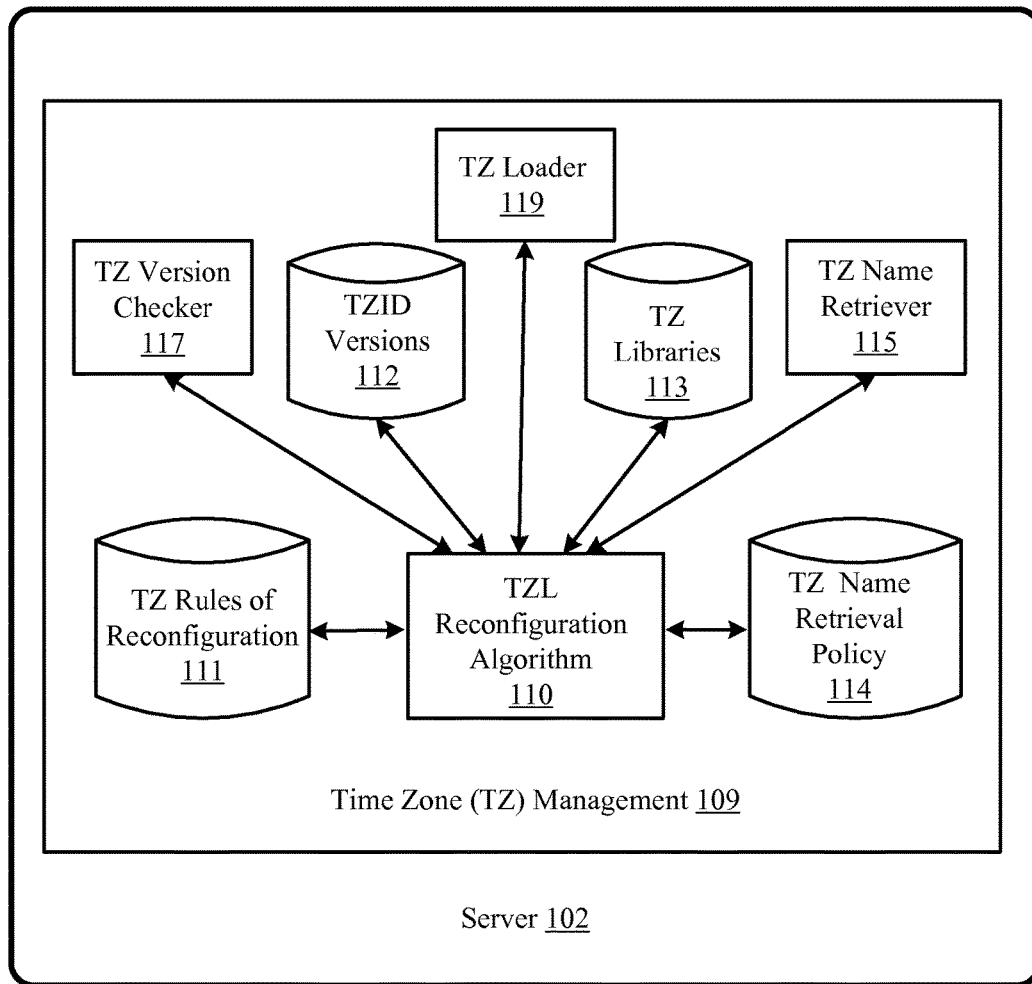 TZ Loader
119
TZ Version
Checker
117
TZID
Versions
112
TZ
Libraries
113
TZ Name
Retriever
115
TZ Rules of
Reconfiguration
111
TZL
Reconfiguration
Algorithm
110
TZ Name
Retrieval
Policy
114
Time Zone (TZ) Management 109
Server 102